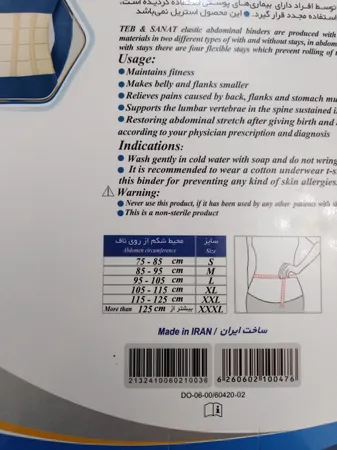 توسط افراد دارای بیماری‌های پوستی استفاده گردیده است، از
استفاده مجدد قرار گیرد. • این محصول استریل نمی‌باشد
TEB & SANAT elastic abdominal binders are produced with
materials in two different types of with and without stays, in abdom
with stays there are four flexible stays which prevent rolling of t
Usage:
● Maintains fitness
● Makes belly and flanks smaller
● Relieves pains caused by back, flanks and stomach mu
● Supports the lumbar vertebrae in the spine sustained i
● Restoring abdominal stretch after giving birth and
according to your physician prescription and diagnosis
Indications:
● Wash gently in cold water with soap and do not wring
● It is recommended to wear a cotton underwear t-s
this binder for preventing any kind of skin allergies.
⚠ Warning:
● Never use this product, if it has been used by any other patients with th
● This is a non-sterile product
سایز محیط شکم از روی ناف
Size Abdomen circumference
75 - 85 cm S
85 - 95 cm M
95 - 105 cm L
105 - 115 cm XL
115 - 125 cm XXL
More than 125 cm بیشتر از XXXL
Made in IRAN / ساخت ایران
2132410060210036
6 260602 100476
DO-06-00/60420-02